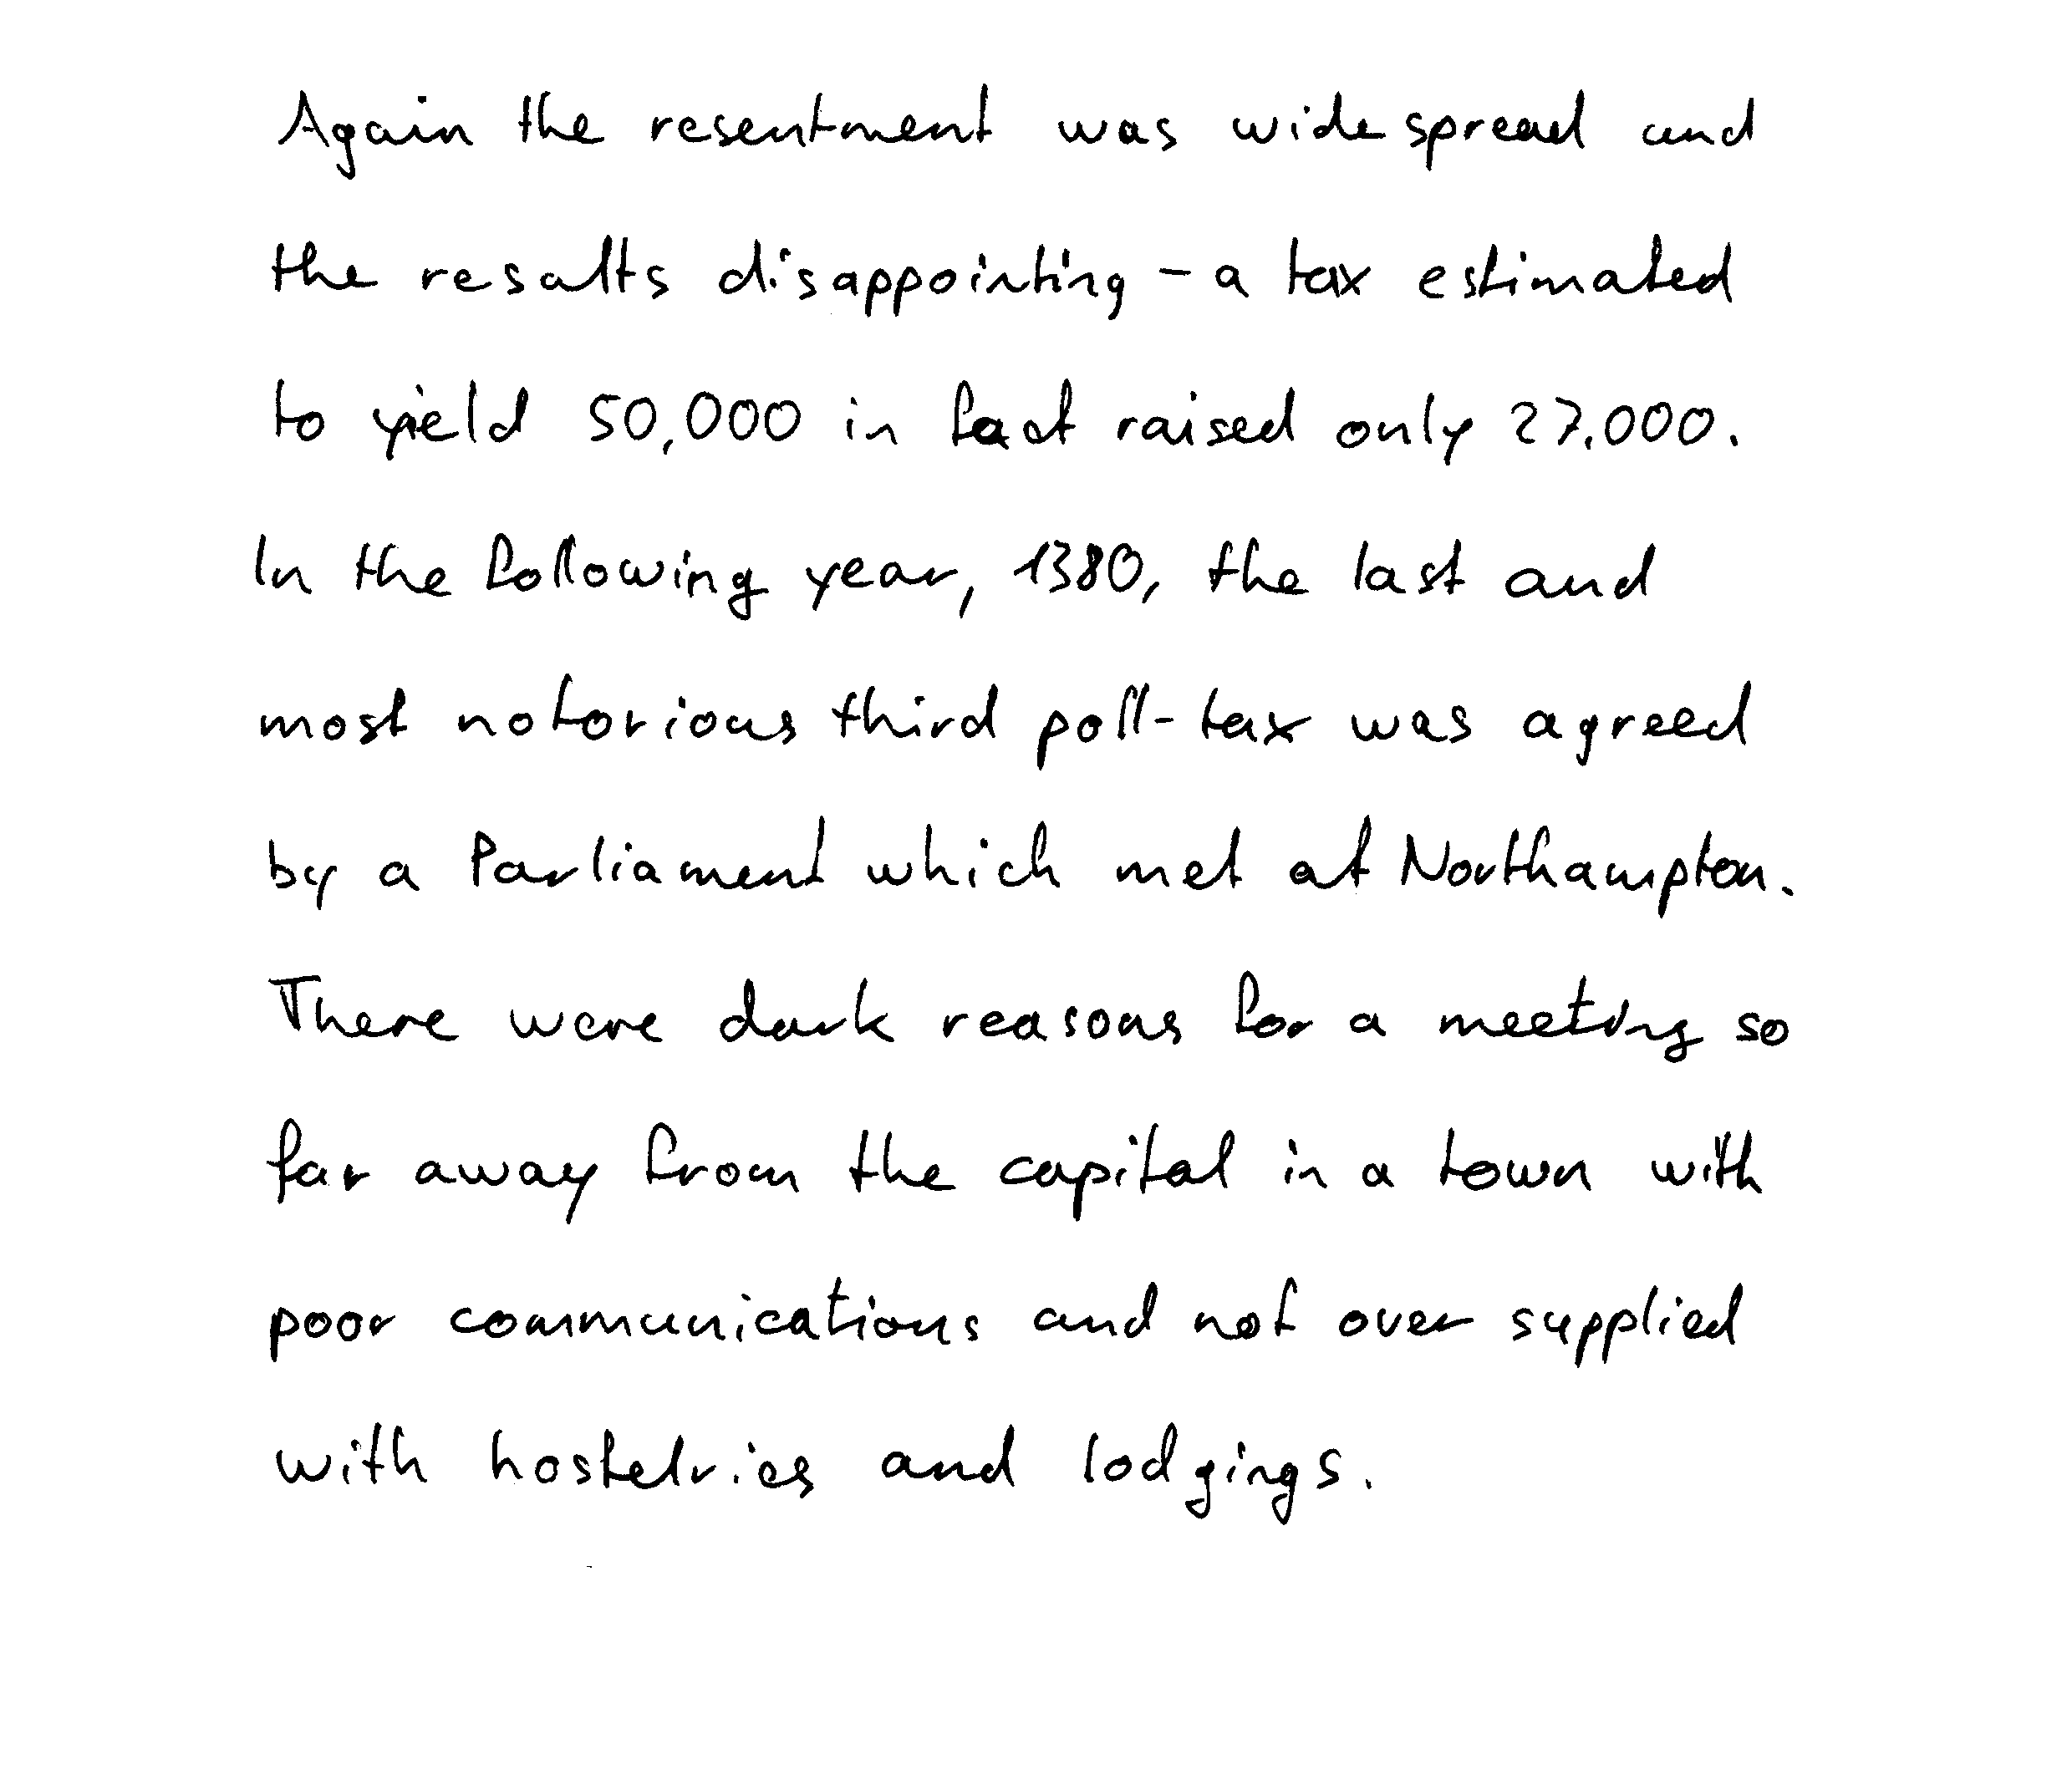 Again the resentment was widespread and
the results disappointing - a tax estimated
to yield 50,000 in fact raised only 27,000.
In the following year, 1380, the last and
most notorious third poll-tax was agreed
by a Parliament which met at Northampton.
There were dark reasons for a meeting so
far away from the capital in a town with
poor communications and not over supplied
with hostelries and lodgings.